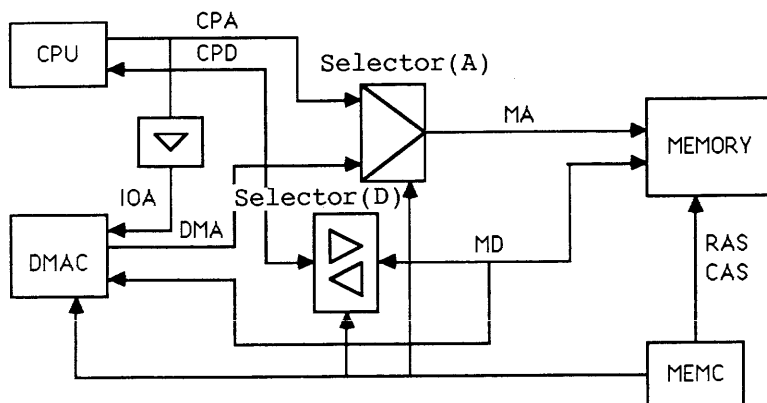 CPA
CPU
CPD
Selector(A)
MA
MEMORY
IOA
Selector(D)
DMA
DMAC
MD
RAS
CAS
MEMC